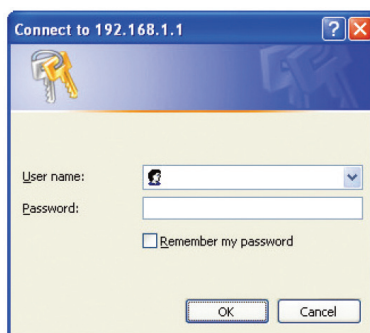 Connect to 192.168.1.1
User name:
Password:
Remember my password
OK Cancel